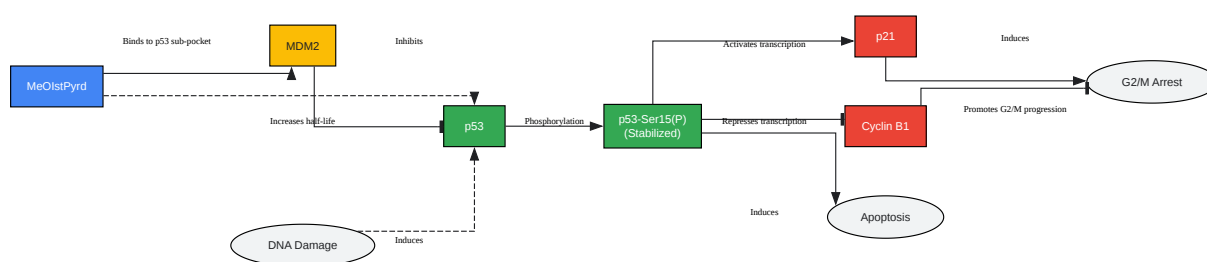 Binds to p53 sub-pocket
MDM2
Inhibits
MeOIstPyrd
Increases half-life
p53
Phosphorylation
p53-Ser15(P)
(Stabilized)
Activates transcription
p21
Induces
G2/M Arrest
Represses transcription
Cyclin B1
Promotes G2/M progression
Induces
Apoptosis
DNA Damage
Induces